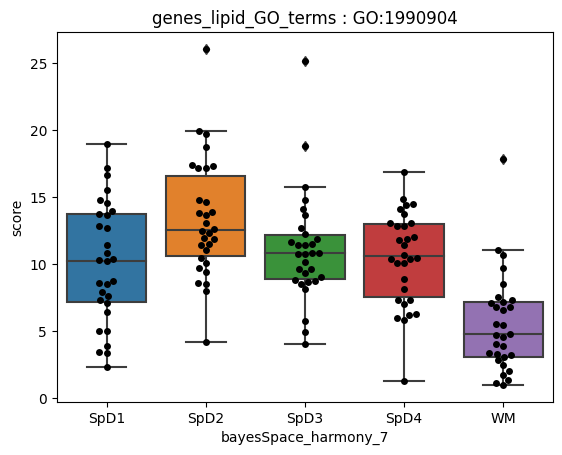 genes_lipid_GO_terms : GO:1990904
25
20
15
10
5
0
score
SpD1 SpD2 SpD3 SpD4 WM
bayesSpace_harmony_7